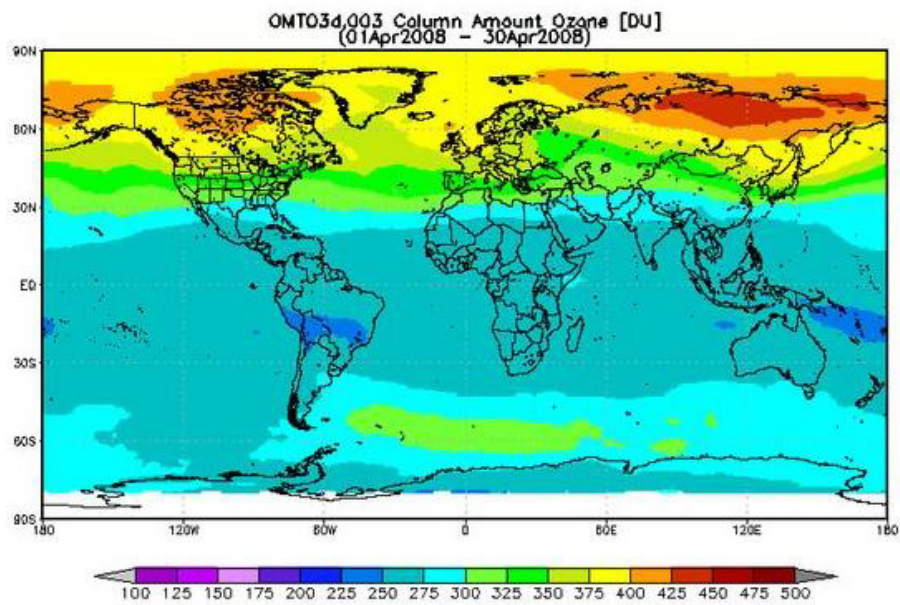 OMTO3d.003 Column Amount Ozone [DU]
(01Apr2008 - 30Apr2008)
90N
60N
30N
EQ
30S
60S
90S
180 120W 60W 0 60E 120E 180
100 125 150 175 200 225 250 275 300 325 350 375 400 425 450 475 500